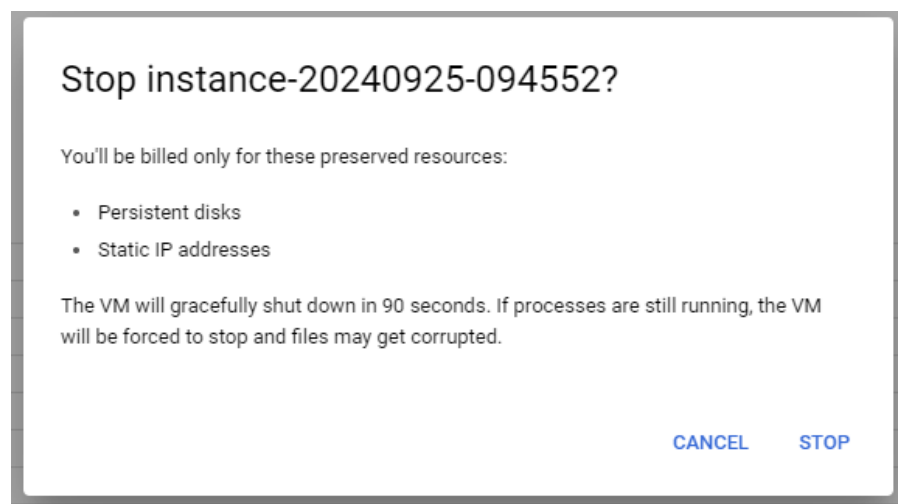 Stop instance-20240925-094552?
You'll be billed only for these preserved resources:
• Persistent disks
• Static IP addresses
The VM will gracefully shut down in 90 seconds. If processes are still running, the VM
will be forced to stop and files may get corrupted.
CANCEL STOP